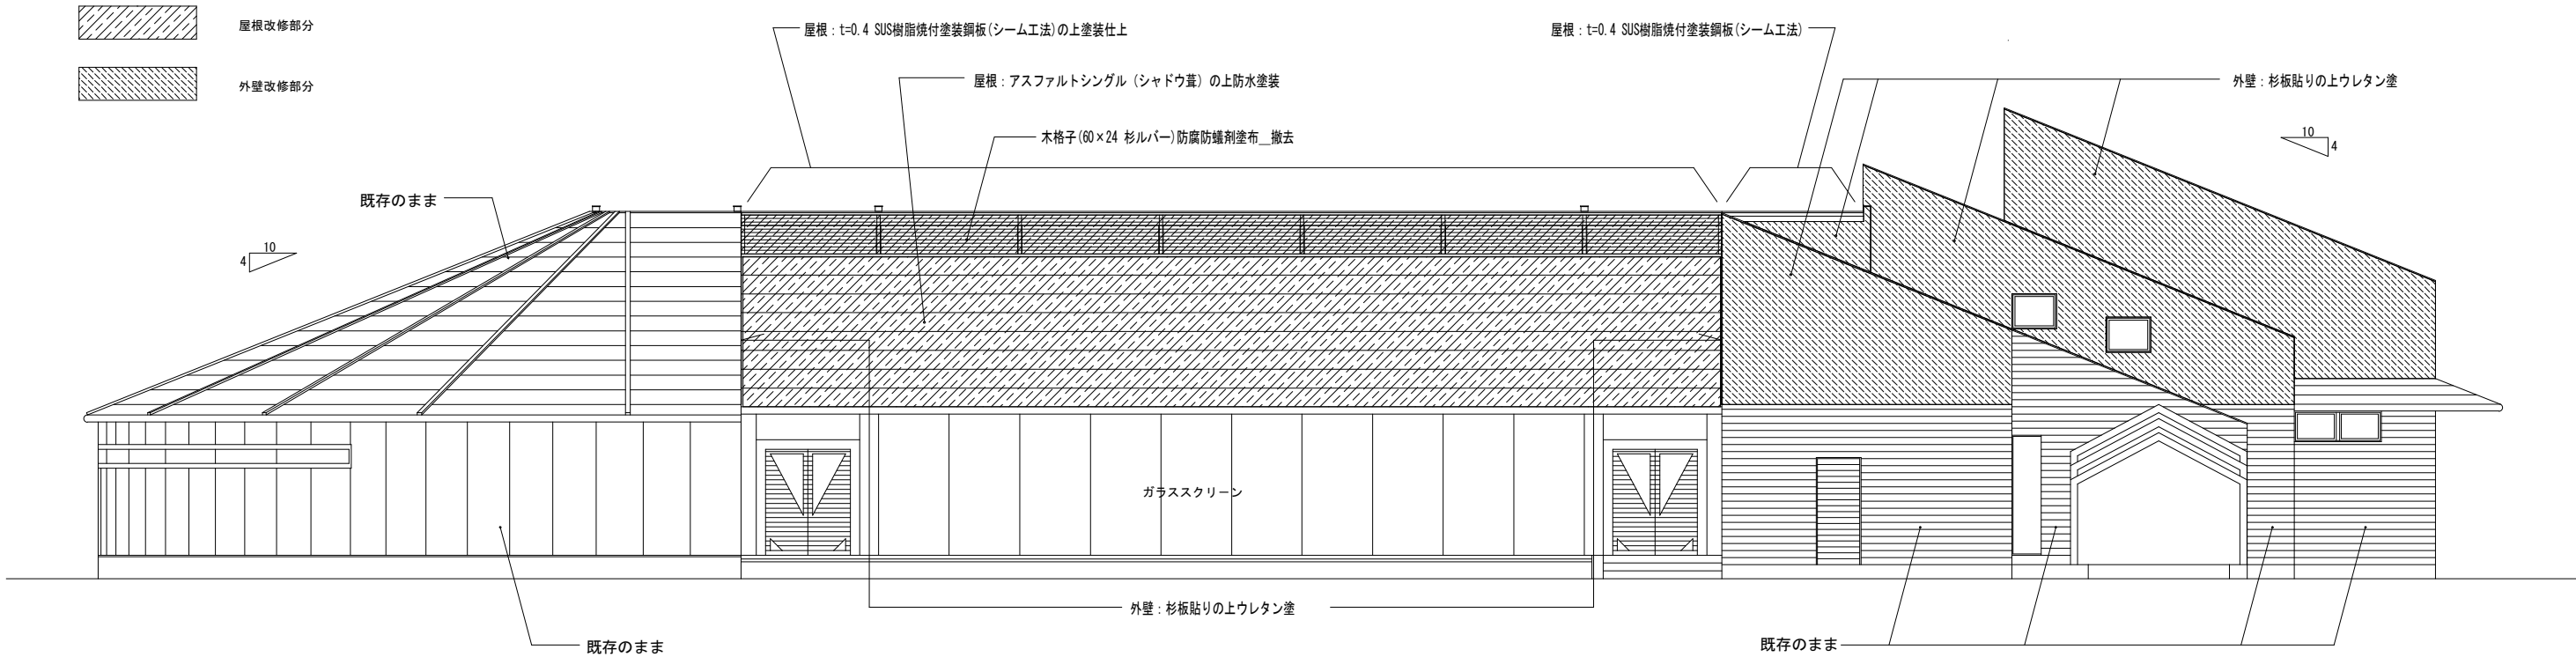 屋根改修部分
外壁改修部分
屋根：t=0.4 SUS樹脂焼付塗装鋼板(シーム工法)の上塗装仕上
屋根：t=0.4 SUS樹脂焼付塗装鋼板(シーム工法)
屋根：アスファルトシングル（シャドウ葺）の上防水塗装
外壁：杉板貼りの上ウレタン塗
木格子(60×24 杉ルバー)防腐防蟻剤塗布__撤去
10
4
既存のまま
10
4
ガラススクリーン
外壁：杉板貼りの上ウレタン塗
既存のまま
既存のまま